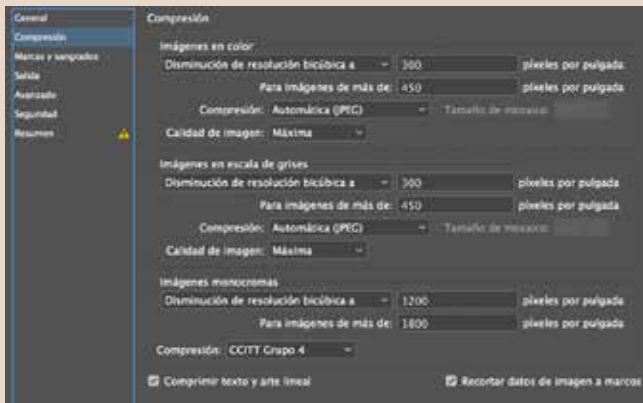 General
Compresión
Marcas y sangrados
Salida
Avanzado
Seguridad
Resumen
Compresión
Imágenes en color
Disminución de resolución bicúbica a 300 píxeles por pulgada
Para imágenes de más de: 450 píxeles por pulgada
Compresión: Automática (JPEG) Tamaño de mosaico:
Calidad de imagen: Máxima
Imágenes en escala de grises
Disminución de resolución bicúbica a 300 píxeles por pulgada
Para imágenes de más de: 450 píxeles por pulgada
Compresión: Automática (JPEG) Tamaño de mosaico:
Calidad de imagen: Máxima
Imágenes monocromas
Disminución de resolución bicúbica a 1200 píxeles por pulgada
Para imágenes de más de: 1800 píxeles por pulgada
Compresión: CCITT Grupo 4
Comprimir texto y arte lineal Recortar datos de imagen a marcos